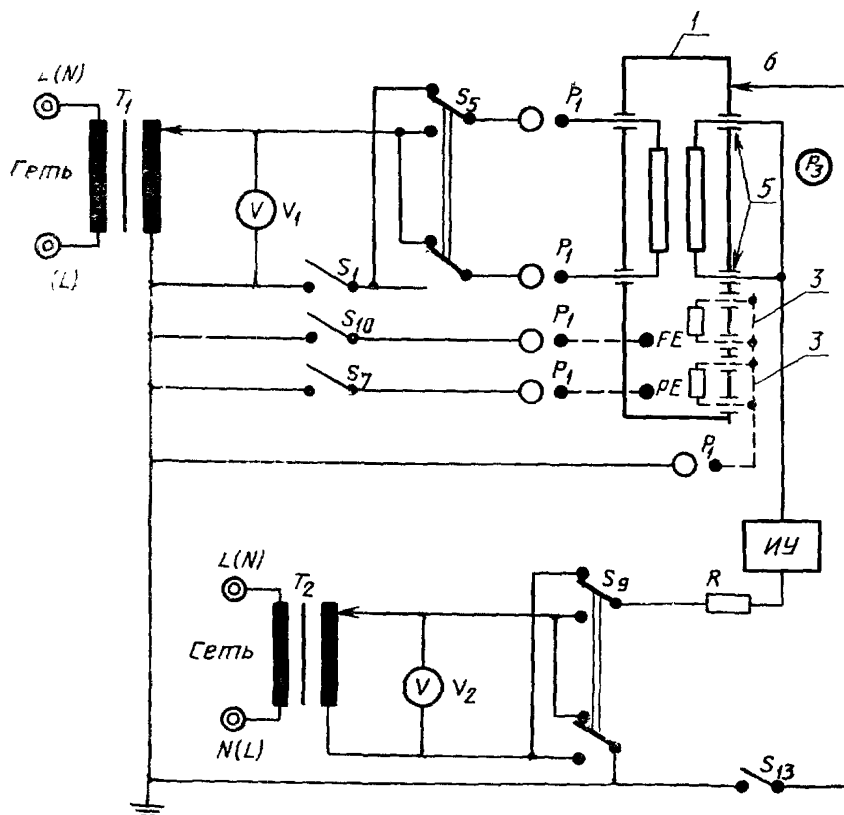 1
L(N)
T1
S5
P1
6
Сеть
V
V1
P3
5
(L)
S1
P1
3
S10
P1
FE
3
S7
P1
PE
P1
ИУ
L(N)
T2
S9
R
Сеть
V
V2
N(L)
S13